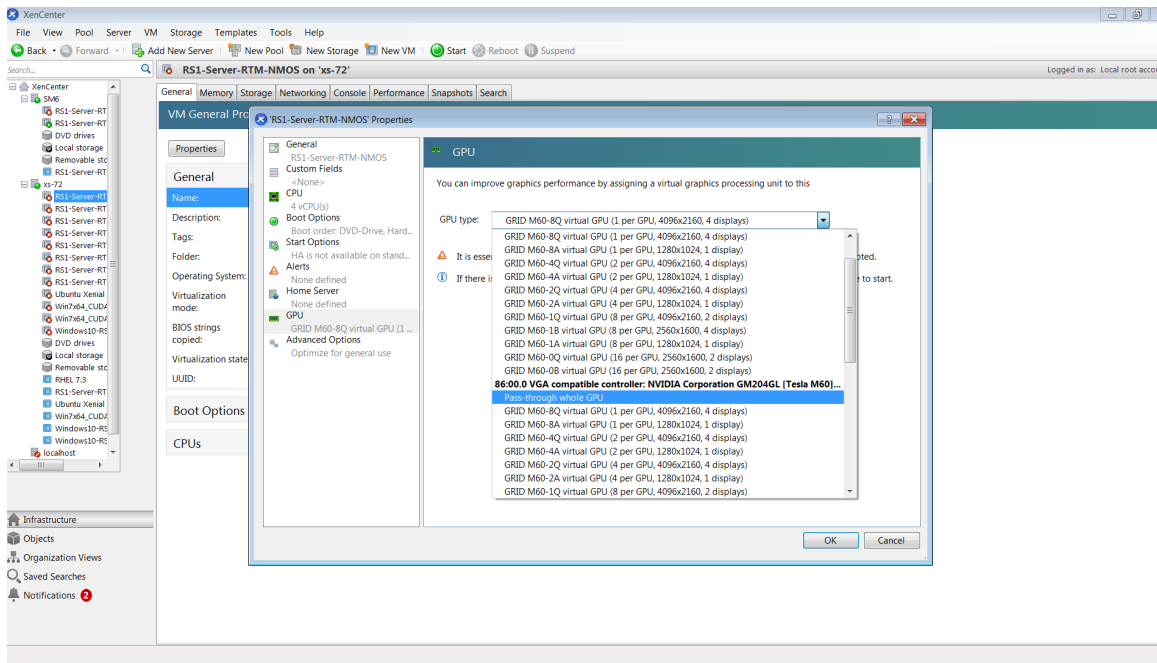 XenCenter
File View Pool Server VM Storage Templates Tools Help
Back Forward Add New Server New Pool New Storage New VM Start Reboot Suspend
Search...
RS1-Server-RTM-NMOS on 'xs-72'
Logged in as: Local root accou
XenCenter
SM6
RS1-Server-RT
RS1-Server-RT
DVD drives
Local storage
Removable sto
RS1-Server-RT
xs-72
RS1-Server-RT
RS1-Server-RT
RS1-Server-RT
RS1-Server-RT
RS1-Server-RT
RS1-Server-RT
RS1-Server-RT
RS1-Server-RT
Ubuntu Xenial
Win7x64_CUDA
Win7x64_CUDA
Windows10-RS
DVD drives
Local storage
Removable sto
RHEL 7.3
RS1-Server-RT
Ubuntu Xenial
Win7x64_CUDA
Windows10-RS
Windows10-RS
localhost
Infrastructure
Objects
Organization Views
Saved Searches
Notifications 2
General Memory Storage Networking Console Performance Snapshots Search
VM General Pro
Properties
General
Name:
Description:
Tags:
Folder:
Operating System:
Virtualization
mode:
BIOS strings
copied:
Virtualization state
UUID:
Boot Options
CPUs
'RS1-Server-RTM-NMOS' Properties
General
RS1-Server-RTM-NMOS
Custom Fields
<None>
CPU
4 vCPU(s)
Boot Options
Boot order: DVD-Drive, Hard...
Start Options
HA is not available on stand...
Alerts
None defined
Home Server
None defined
GPU
GRID M60-8Q virtual GPU (1 ...
Advanced Options
Optimize for general use
GPU
You can improve graphics performance by assigning a virtual graphics processing unit to this
GPU type: GRID M60-8Q virtual GPU (1 per GPU, 4096x2160, 4 displays)
It is esse
pted.
If there is
e to start.
GRID M60-8Q virtual GPU (1 per GPU, 4096x2160, 4 displays)
GRID M60-8A virtual GPU (1 per GPU, 1280x1024, 1 display)
GRID M60-4Q virtual GPU (2 per GPU, 4096x2160, 4 displays)
GRID M60-4A virtual GPU (2 per GPU, 1280x1024, 1 display)
GRID M60-2Q virtual GPU (4 per GPU, 4096x2160, 4 displays)
GRID M60-2A virtual GPU (4 per GPU, 1280x1024, 1 display)
GRID M60-1Q virtual GPU (8 per GPU, 4096x2160, 2 displays)
GRID M60-1B virtual GPU (8 per GPU, 2560x1600, 4 displays)
GRID M60-1A virtual GPU (8 per GPU, 1280x1024, 1 display)
GRID M60-0Q virtual GPU (16 per GPU, 2560x1600, 2 displays)
GRID M60-0B virtual GPU (16 per GPU, 2560x1600, 2 displays)
86:00.0 VGA compatible controller: NVIDIA Corporation GM204GL [Tesla M60]...
Pass-through whole GPU
GRID M60-8Q virtual GPU (1 per GPU, 4096x2160, 4 displays)
GRID M60-8A virtual GPU (1 per GPU, 1280x1024, 1 display)
GRID M60-4Q virtual GPU (2 per GPU, 4096x2160, 4 displays)
GRID M60-4A virtual GPU (2 per GPU, 1280x1024, 1 display)
GRID M60-2Q virtual GPU (4 per GPU, 4096x2160, 4 displays)
GRID M60-2A virtual GPU (4 per GPU, 1280x1024, 1 display)
GRID M60-1Q virtual GPU (8 per GPU, 4096x2160, 2 displays)
OK Cancel